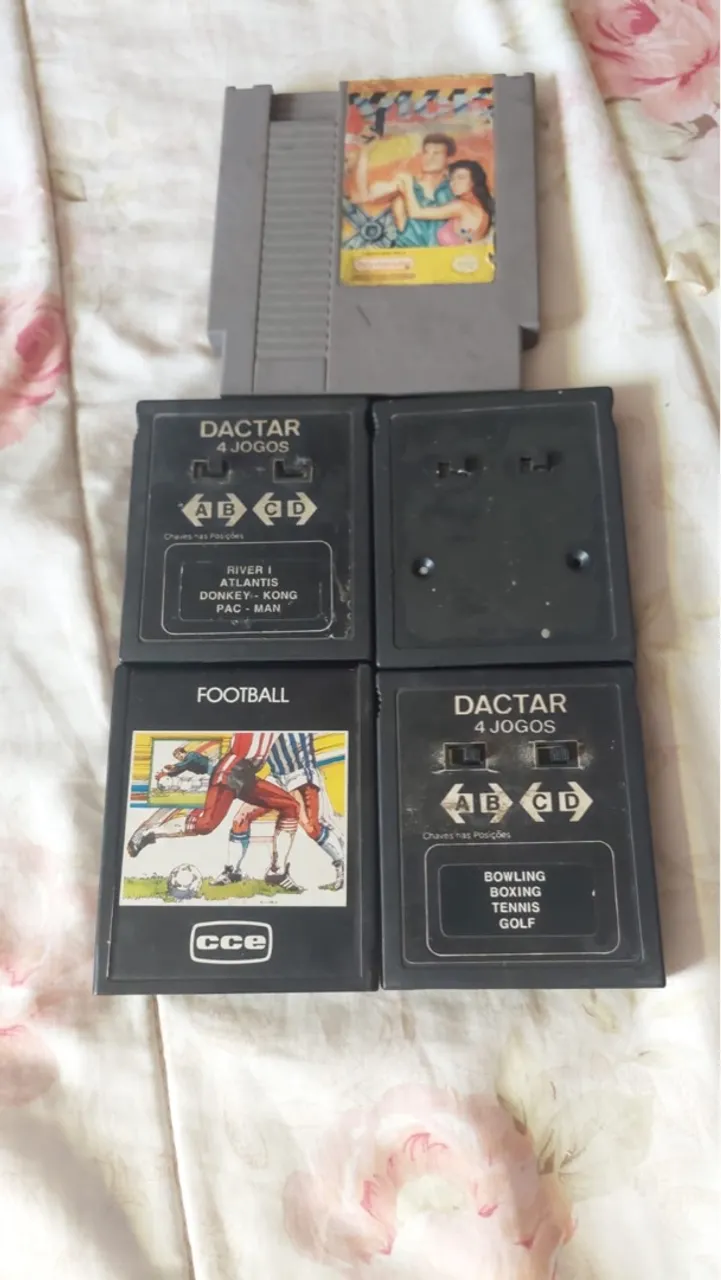 DACTAR
4 JOGOS
A B C D
Chaves nas Posições
RIVER I
ATLANTIS
DONKEY - KONG
PAC - MAN
FOOTBALL
cce
DACTAR
4 JOGOS
A B C D
Chaves nas Posições
BOWLING
BOXING
TENNIS
GOLF